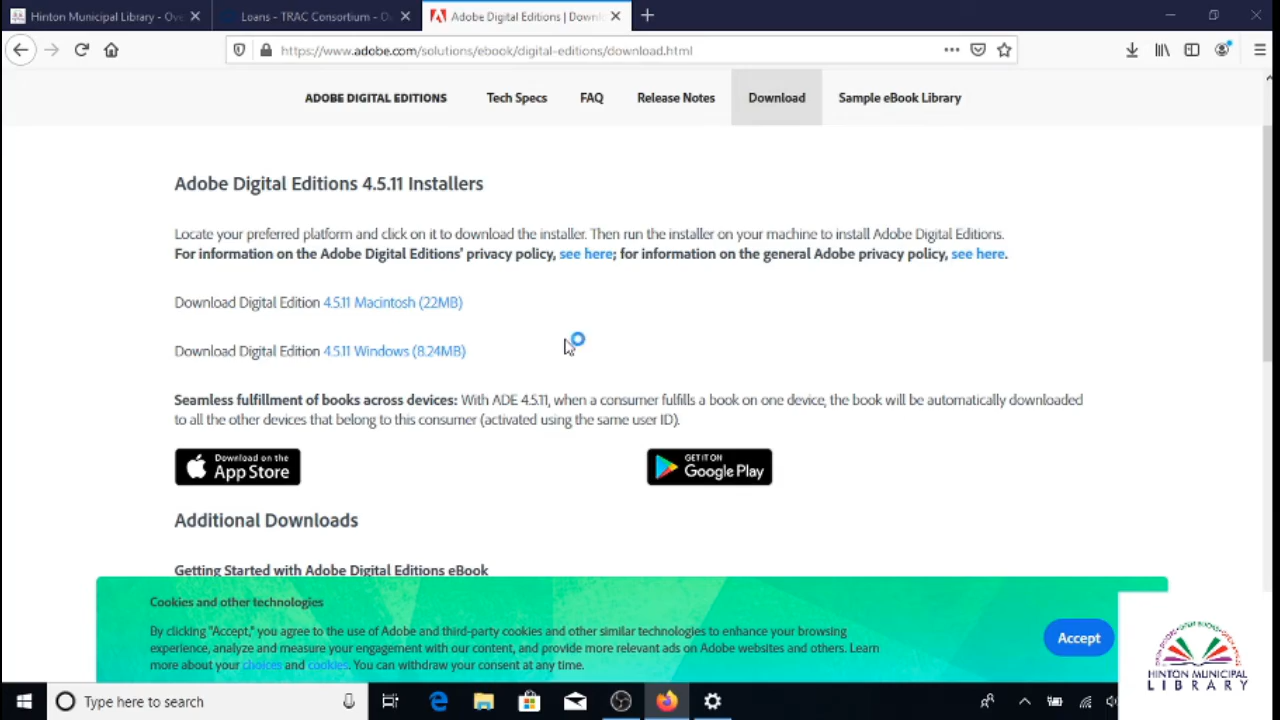 Hinton Municipal Library - Ove
Loans - TRAC Consortium - O
Adobe Digital Editions | Downl
https://www.adobe.com/solutions/ebook/digital-editions/download.html
ADOBE DIGITAL EDITIONS
Tech Specs
FAQ
Release Notes
Download
Sample eBook Library
Adobe Digital Editions 4.5.11 Installers
Locate your preferred platform and click on it to download the installer. Then run the installer on your machine to install Adobe Digital Editions.
For information on the Adobe Digital Editions' privacy policy, see here; for information on the general Adobe privacy policy, see here.
Download Digital Edition 4.5.11 Macintosh (22MB)
Download Digital Edition 4.5.11 Windows (8.24MB)
Seamless fulfillment of books across devices: With ADE 4.5.11, when a consumer fulfills a book on one device, the book will be automatically downloaded
to all the other devices that belong to this consumer (activated using the same user ID).
Download on the
App Store
GET IT ON
Google Play
Additional Downloads
Getting Started with Adobe Digital Editions eBook
Cookies and other technologies
By clicking "Accept," you agree to the use of Adobe and third-party cookies and other similar technologies to enhance your browsing
experience, analyze and measure your engagement with our content, and provide more relevant ads on Adobe websites and others. Learn
more about your choices and cookies. You can withdraw your consent at any time.
Accept
HINTON MUNICIPAL
LIBRARY
Type here to search